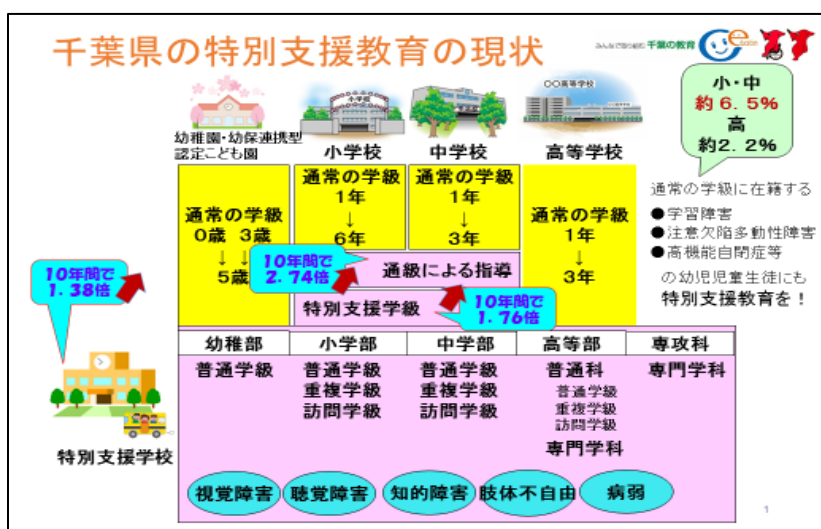 千葉県の特別支援教育の現状
みんなで取り組む 千葉の教育
小・中
約6.5%
高
約2.2%
幼稚園・幼保連携型
認定こども園
小学校
小学校
中学校
〇〇高等学校
高等学校
通常の学級
0歳 3歳
↓ ↓
5歳
通常の学級
1年
↓
6年
通常の学級
1年
↓
3年
通常の学級
1年
↓
3年
通級による指導
特別支援学級
10年間で
1.38倍
10年間で
2.74倍
10年間で
1.76倍
通常の学級に在籍する
●学習障害
●注意欠陥多動性障害
●高機能自閉症等
の幼児児童生徒にも
特別支援教育を！
特別支援学校
幼稚部 小学部 中学部 高等部 専攻科
普通学級
普通学級
重複学級
訪問学級
普通学級
重複学級
訪問学級
普通科
普通学級
重複学級
訪問学級
専門学科
専門学科
視覚障害 聴覚障害 知的障害 肢体不自由 病弱
1